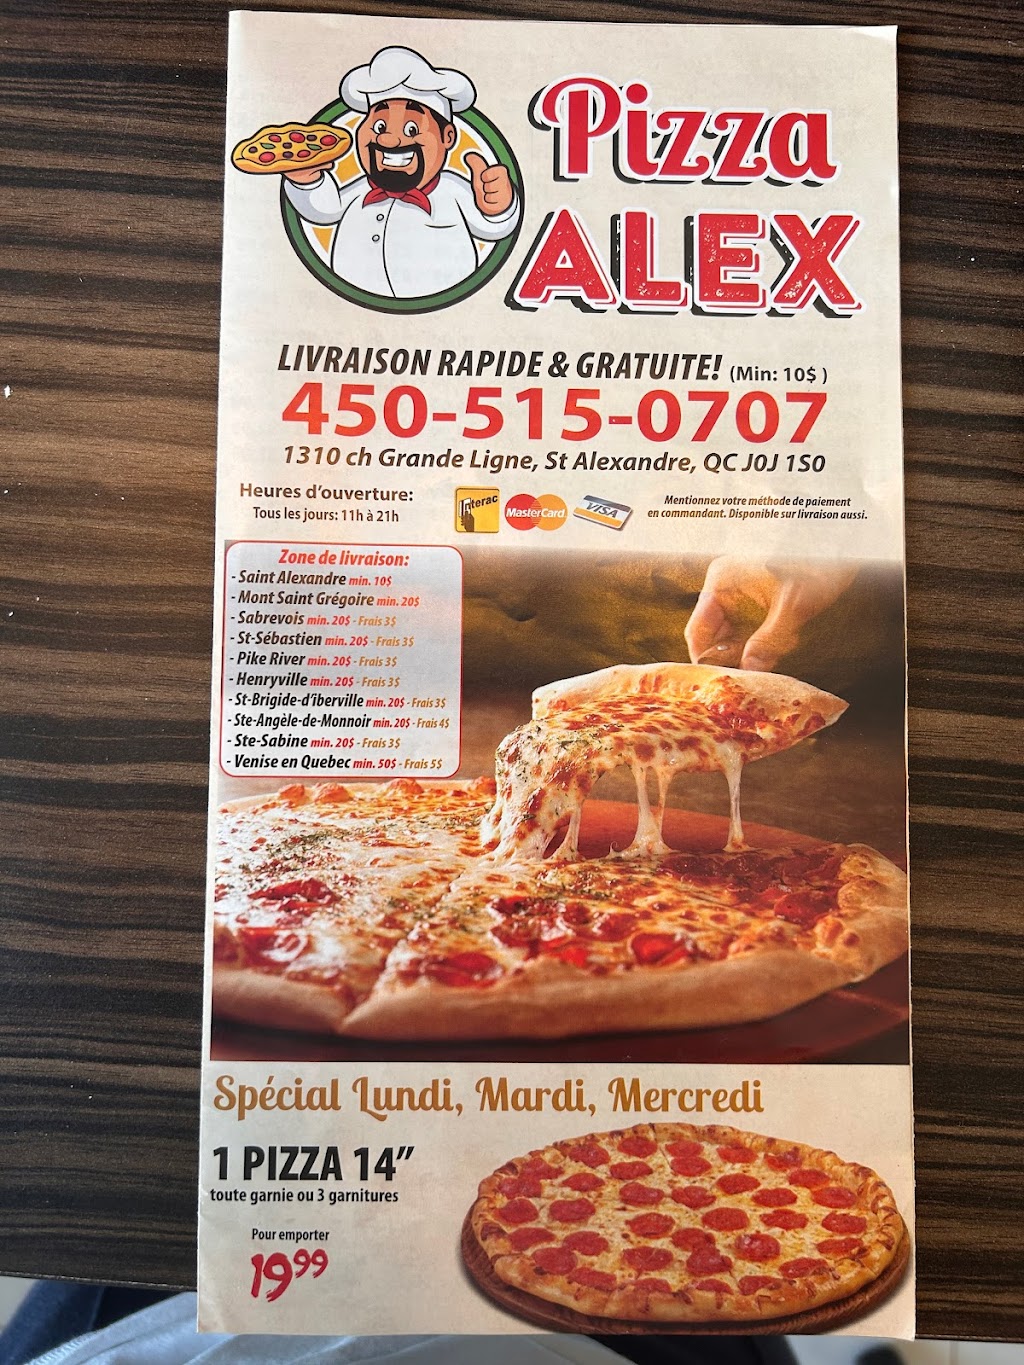 Pizza
ALEX
LIVRAISON RAPIDE & GRATUITE! (Min: 10$ )
450-515-0707
1310 ch Grande Ligne, St Alexandre, QC J0J 1S0
Heures d'ouverture:
Tous les jours: 11h à 21h
Interac
MasterCard
VISA
Mentionnez votre méthode de paiement
en commandant. Disponible sur livraison aussi.
Zone de livraison:
- Saint Alexandre min. 10$
- Mont Saint Grégoire min. 20$
- Sabrevois min. 20$ - Frais 3$
- St-Sébastien min. 20$ - Frais 3$
- Pike River min. 20$ - Frais 3$
- Henryville min. 20$ - Frais 3$
- St-Brigide-d'iberville min. 20$ - Frais 3$
- Ste-Angèle-de-Monnoir min. 20$ - Frais 4$
- Ste-Sabine min. 20$ - Frais 3$
- Venise en Quebec min. 50$ - Frais 5$
Spécial Lundi, Mardi, Mercredi
1 PIZZA 14”
toute garnie ou 3 garnitures
Pour emporter
19.99